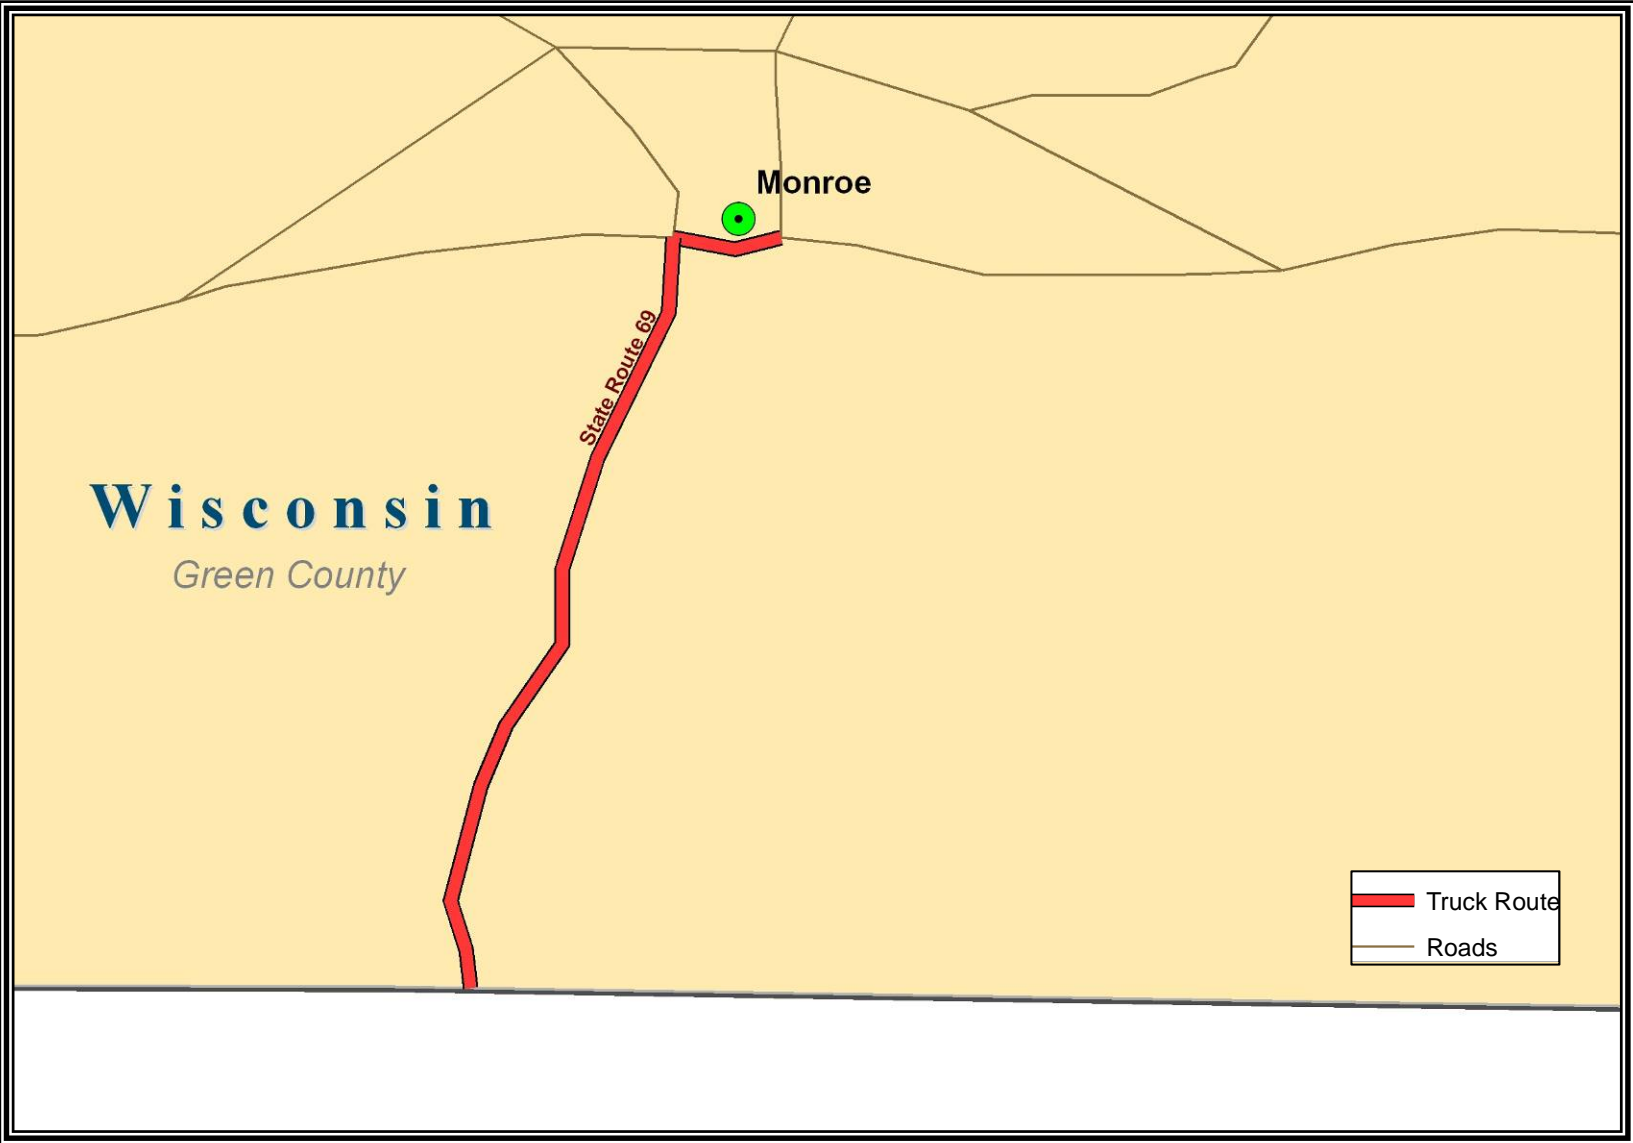 Monroe
State Route 69
Wisconsin
Green County
Truck Route
Roads